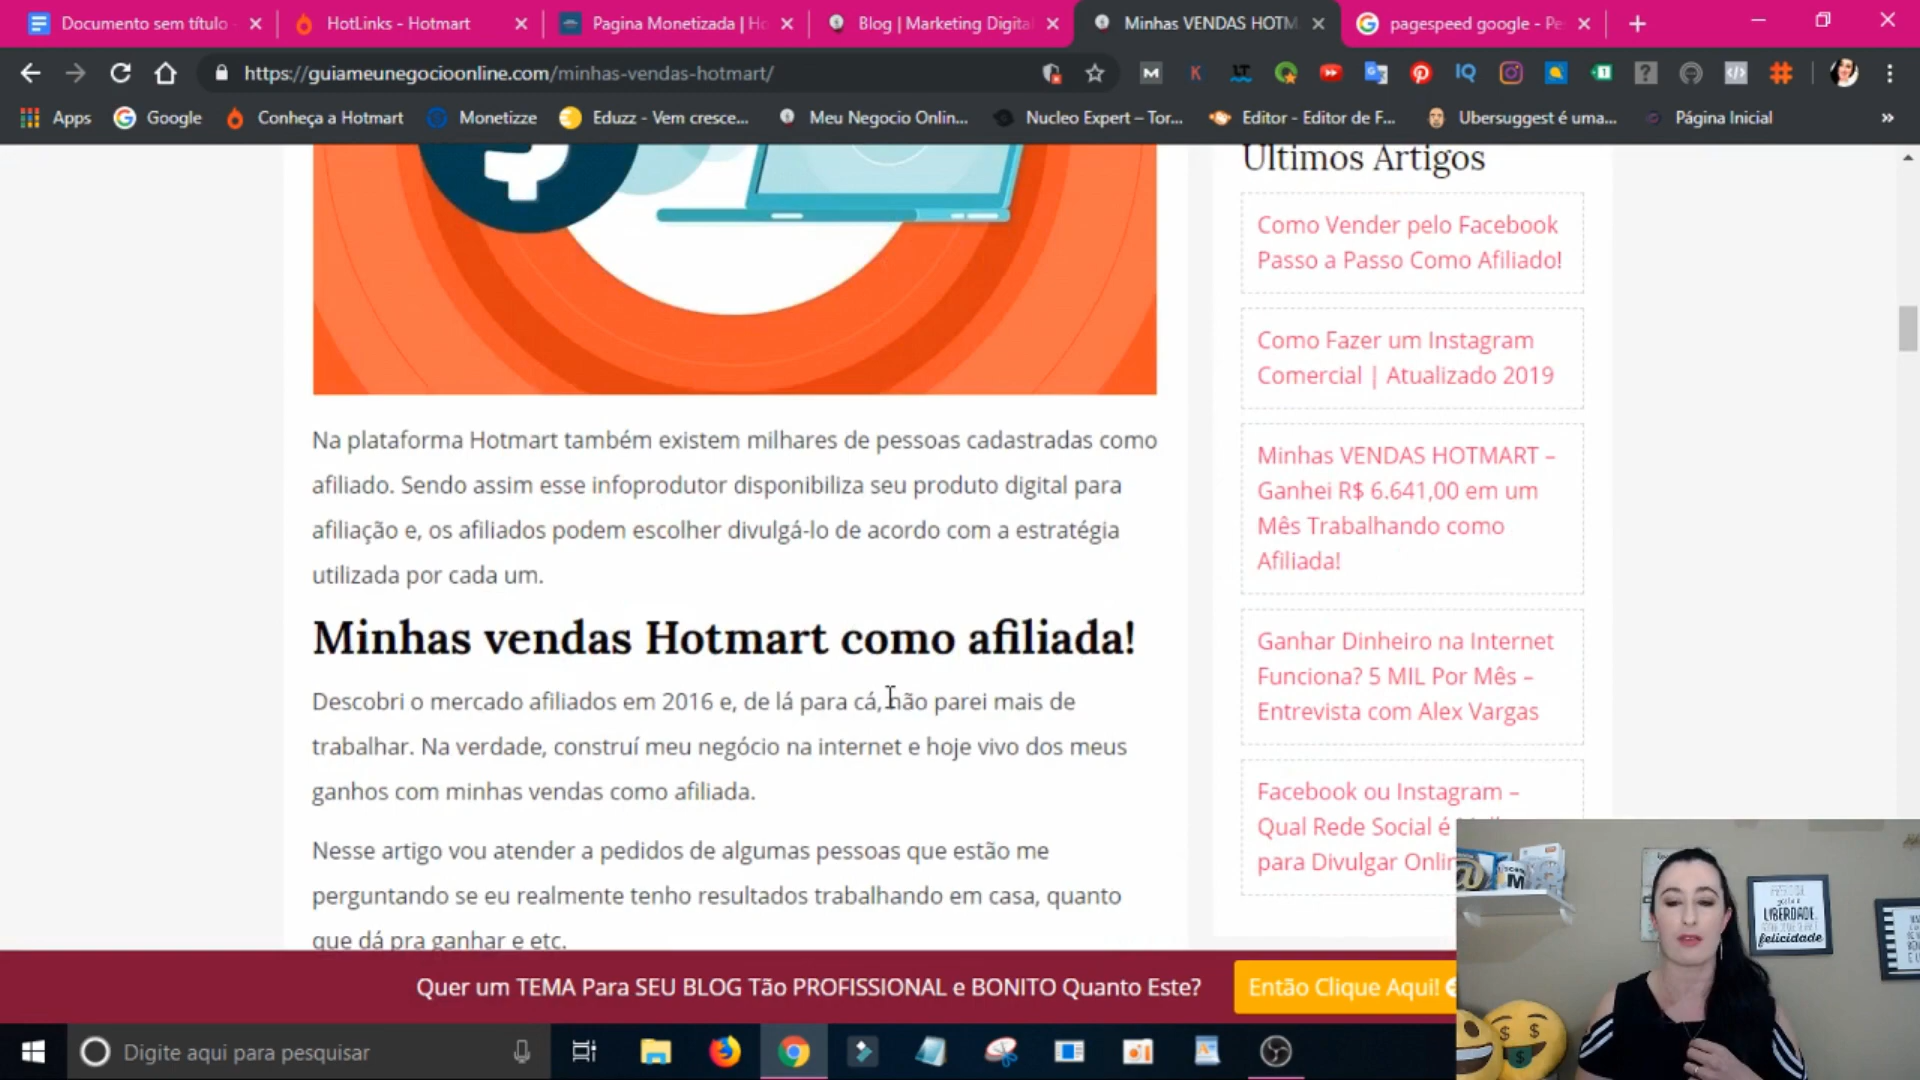 Documento sem título
HotLinks - Hotmart
Pagina Monetizada | Ho
Blog | Marketing Digital
Minhas VENDAS HOTM
pagespeed google - Pe
https://guiameunegocioonline.com/minhas-vendas-hotmart/
Apps
Google
Conheça a Hotmart
Monetizze
Eduzz - Vem cresce...
Meu Negocio Onlin...
Nucleo Expert – Tor...
Editor - Editor de F...
Ubersuggest é uma...
Página Inicial
»
Na plataforma Hotmart também existem milhares de pessoas cadastradas como
afiliado. Sendo assim esse infoprodutor disponibiliza seu produto digital para
afiliação e, os afiliados podem escolher divulgá-lo de acordo com a estratégia
utilizada por cada um.
Minhas vendas Hotmart como afiliada!
Descobri o mercado afiliados em 2016 e, de lá para cá, não parei mais de
trabalhar. Na verdade, construí meu negócio na internet e hoje vivo dos meus
ganhos com minhas vendas como afiliada.
Nesse artigo vou atender a pedidos de algumas pessoas que estão me
perguntando se eu realmente tenho resultados trabalhando em casa, quanto
que dá pra ganhar e etc.
Últimos Artigos
Como Vender pelo Facebook
Passo a Passo Como Afiliado!
Como Fazer um Instagram
Comercial | Atualizado 2019
Minhas VENDAS HOTMART –
Ganhei R$ 6.641,00 em um
Mês Trabalhando como
Afiliada!
Ganhar Dinheiro na Internet
Funciona? 5 MIL Por Mês –
Entrevista com Alex Vargas
Facebook ou Instagram –
Qual Rede Social é
para Divulgar Onlin
LIBERDADE
felicidade
Quer um TEMA Para SEU BLOG Tão PROFISSIONAL e BONITO Quanto Este?
Então Clique Aqui!
Digite aqui para pesquisar